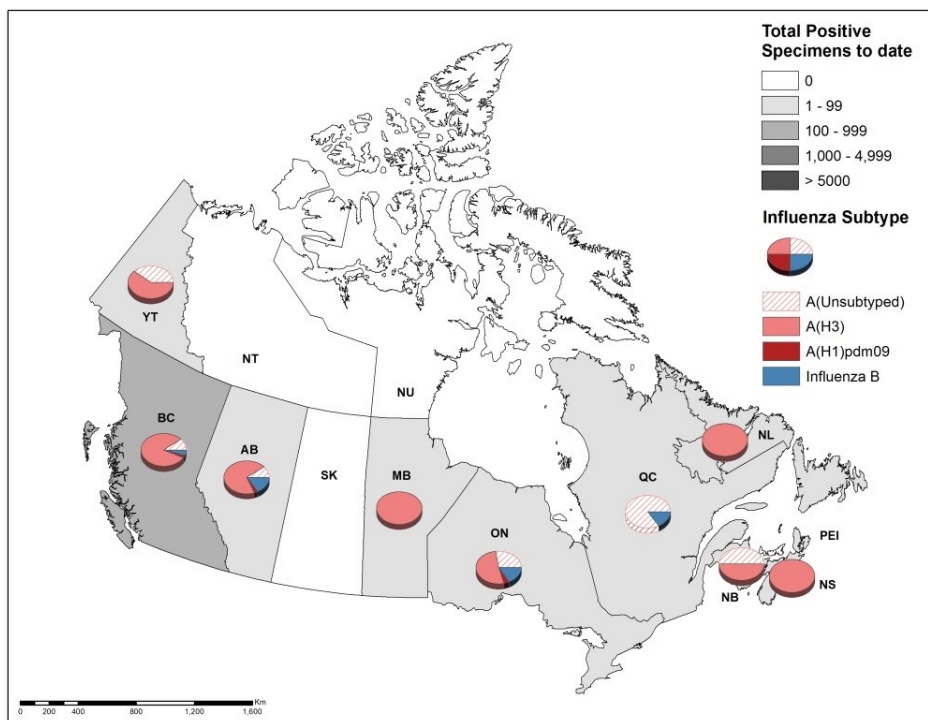 Total Positive
Specimens to date
0
1 - 99
100 - 999
1,000 - 4,999
> 5000
Influenza Subtype
A(Unsubtyped)
A(H3)
A(H1)pdm09
Influenza B
YT
NT
NU
BC
AB
SK
MB
ON
QC
NL
PEI
NB
NS
Km
0 200 400 800 1,200 1,600